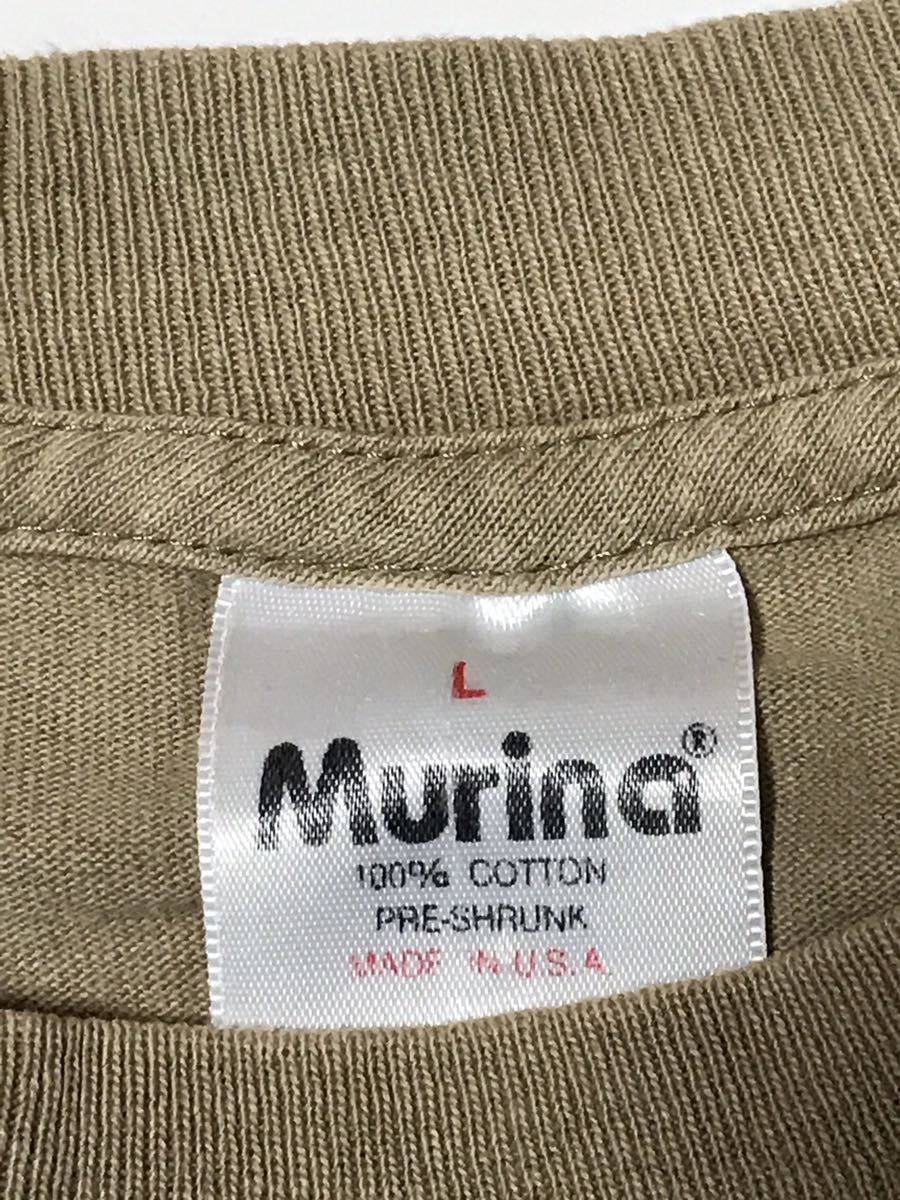 L
Murina®
100% COTTON
PRE-SHRUNK
MADE IN U.S.A.